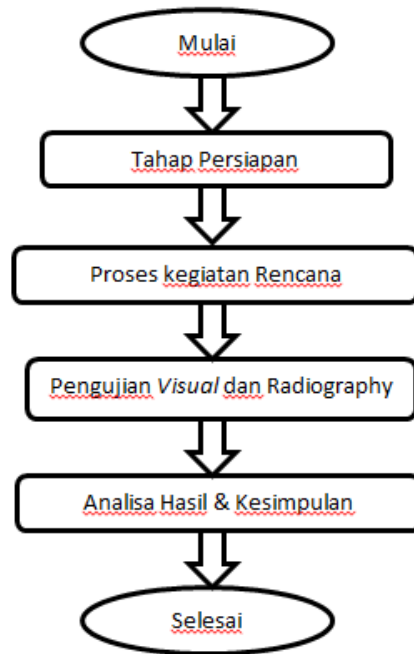 Mulai
Tahap Persiapan
Proses kegiatan Rencana
Pengujian Visual dan Radiography
Analisa Hasil & Kesimpulan
Selesai